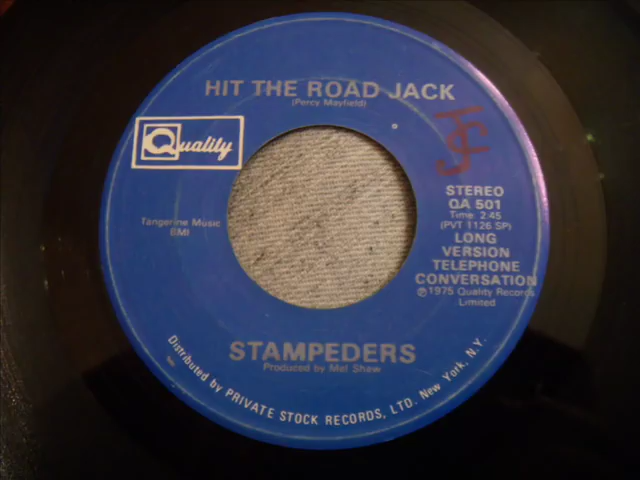 HIT THE ROAD JACK
(Percy Mayfield)
Quality
STEREO
QA 501
Time 2:45
(PVT 1126 SP)
LONG
VERSION
TELEPHONE
CONVERSATION
℗1975 Quality Records
Limited
Tangerine Music
BMI
STAMPEDERS
Produced by Mel Shaw
Distributed by PRIVATE STOCK RECORDS, LTD. New York, N.Y.